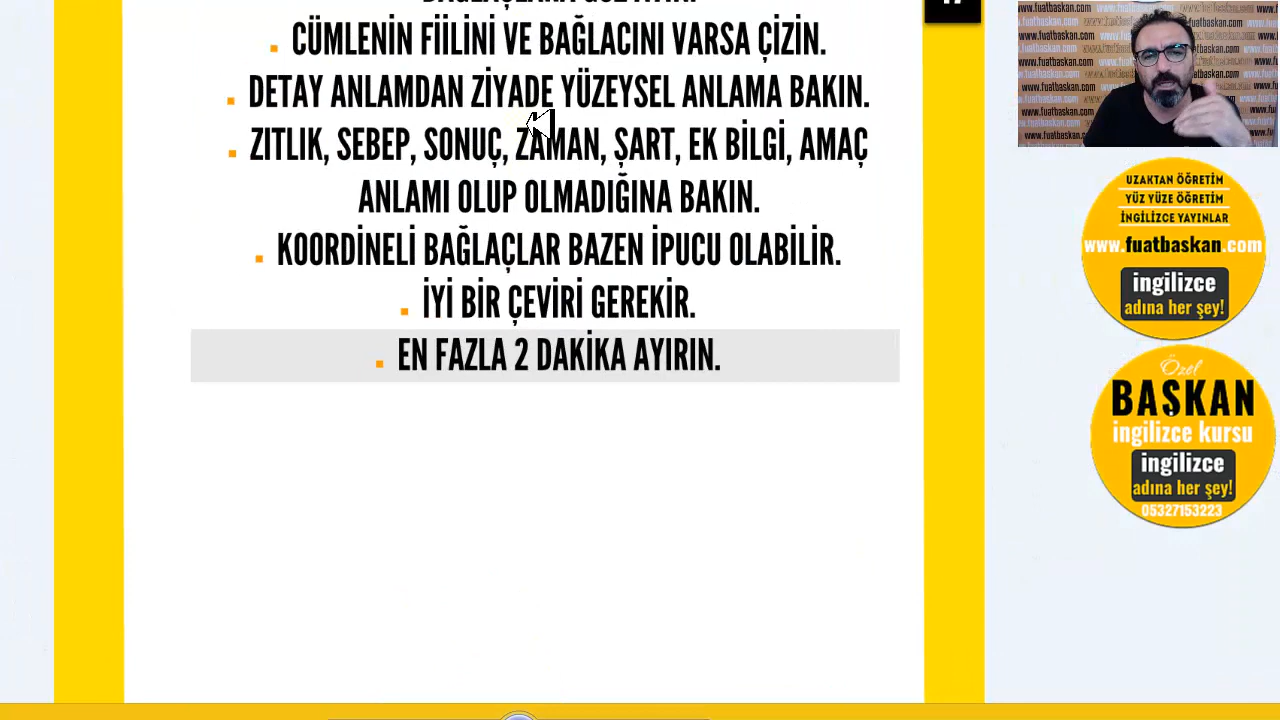 CÜMLENİN FİİLİNİ VE BAĞLACINI VARSA ÇİZİN.
DETAY ANLAMDAN ZİYADE YÜZEYSEL ANLAMA BAKIN.
ZITLIK, SEBEP, SONUÇ, ZAMAN, ŞART, EK BİLGİ, AMAÇ
ANLAMI OLUP OLMADIĞINA BAKIN.
KOORDİNELİ BAĞLAÇLAR BAZEN İPUCU OLABİLİR.
İYİ BİR ÇEVİRİ GEREKİR.
EN FAZLA 2 DAKİKA AYIRIN.
www.fuatbaskan.com
UZAKTAN ÖĞRETİM
YÜZ YÜZE ÖĞRETİM
İNGİLİZCE YAYINLAR
www.fuatbaskan.com
ingilizce
adına her şey!
Özel
BAŞKAN
ingilizce kursu
ingilizce
adına her şey!
05327153223